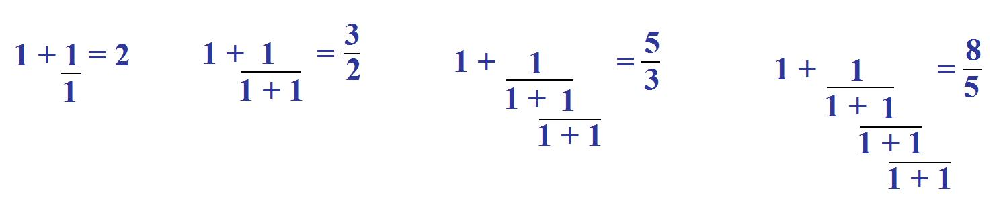 1 + 1 = 2
1
1 + 1 = 3
1 + 1 2
1 + 1 = 5
1 + 1 3
1 + 1
1 + 1 = 8
1 + 1 5
1 + 1
1 + 1